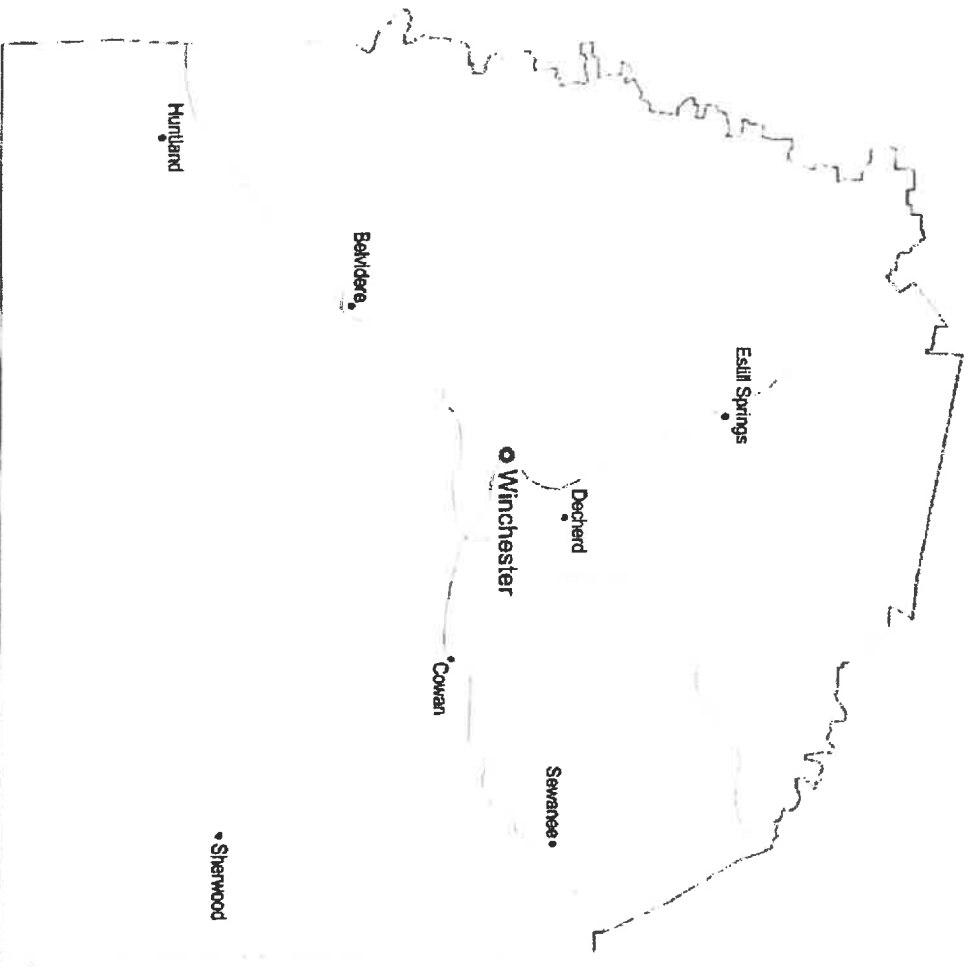 Estill Springs
Decherd
Sewanee
Winchester
Cowan
Belvidere
Sherwood
Huntland